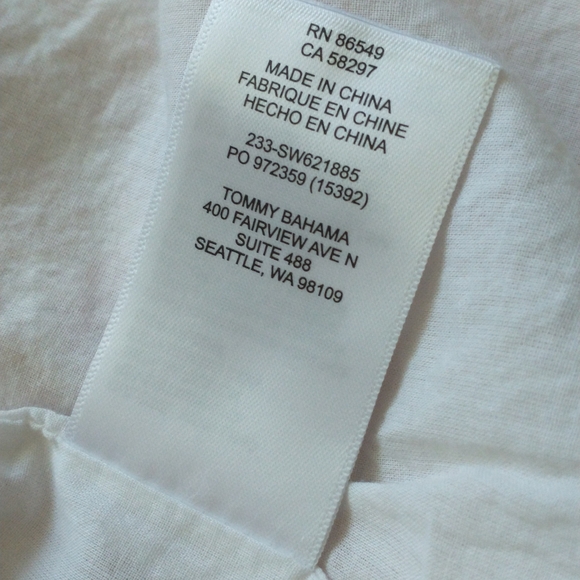 RN 86549
CA 58297
MADE IN CHINA
FABRIQUE EN CHINE
HECHO EN CHINA
233-SW621885
PO 972359 (15392)
TOMMY BAHAMA
400 FAIRVIEW AVE N
SUITE 488
SEATTLE, WA 98109